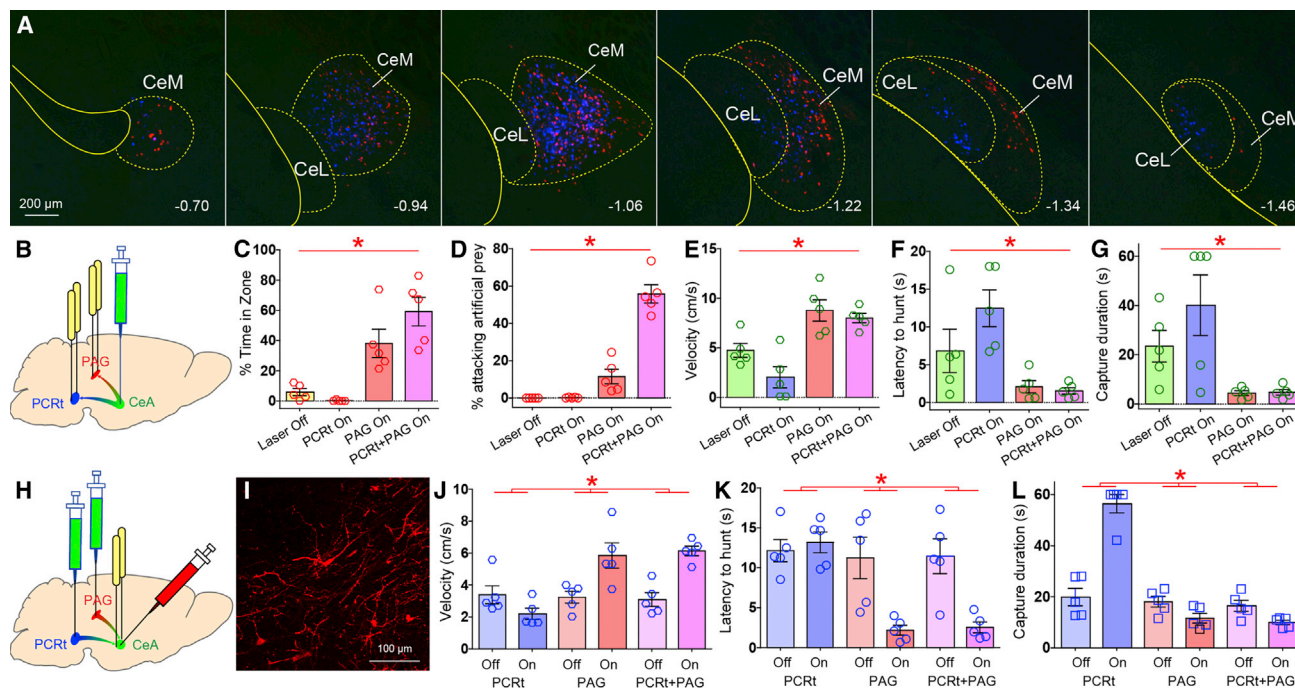 A
CeM
CeM
CeL
CeM
CeL
CeM
CeL
CeM
CeL
CeM
CeL
200 µm
-0.70
-0.94
-1.06
-1.22
-1.34
-1.46
B
PAG
PCRt
CeA
C
% Time in Zone
100
80
60
40
20
0
*
Laser Off
PCRt On
PAG On
PCRt+PAG On
D
% attacking artificial prey
80
60
40
20
0
*
Laser Off
PCRt On
PAG On
PCRt+PAG On
E
Velocity (cm/s)
15
10
5
0
*
Laser Off
PCRt On
PAG On
PCRt+PAG On
F
Latency to hunt (s)
20
15
10
5
0
*
Laser Off
PCRt On
PAG On
PCRt+PAG On
G
Capture duration (s)
60
40
20
0
*
Laser Off
PCRt On
PAG On
PCRt+PAG On
H
PAG
PCRt
CeA
I
100 µm
J
Velocity (cm/s)
10
8
6
4
2
0
*
Off On Off On Off On
PCRt PAG PCRt+PAG
K
Latency to hunt (s)
20
15
10
5
0
*
Off On Off On Off On
PCRt PAG PCRt+PAG
L
Capture duration (s)
60
40
20
0
*
Off On Off On Off On
PCRt PAG PCRt+PAG